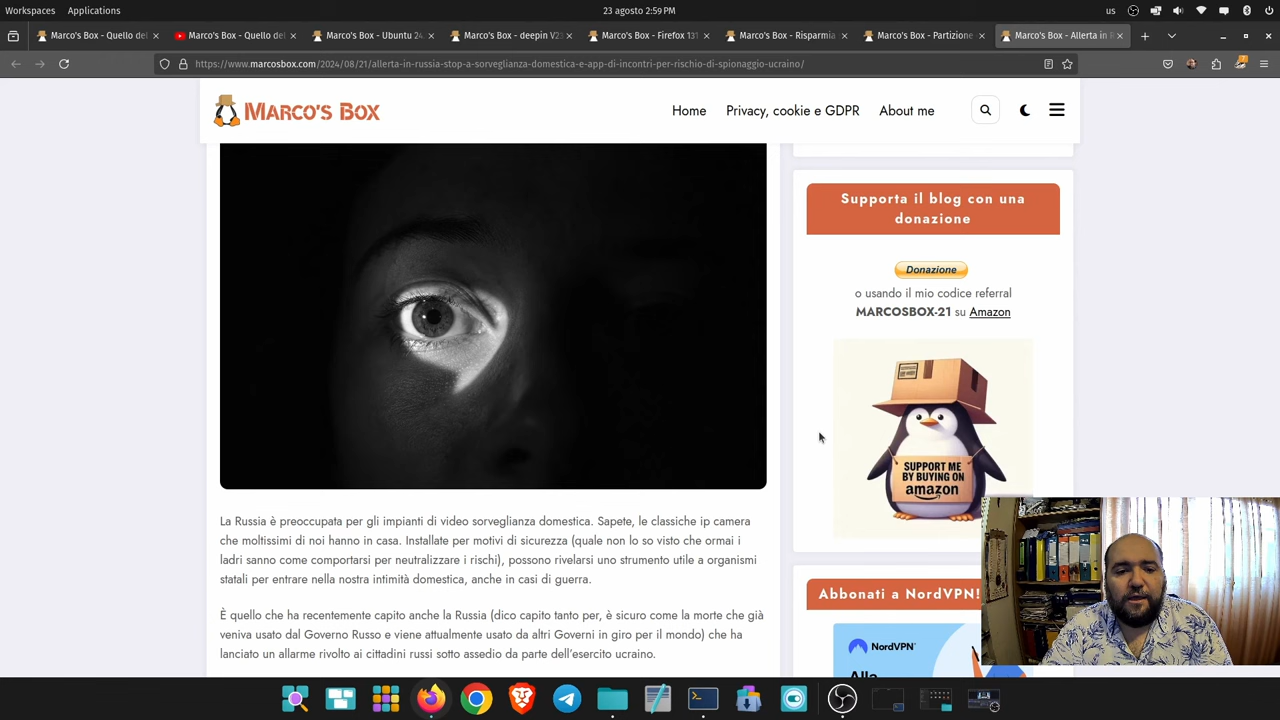 Workspaces Applications 23 agosto 2:59 PM us
Marco's Box - Quello del Marco's Box - Quello del Marco's Box - Ubuntu 24. Marco's Box - deepin V23 Marco's Box - Firefox 131 Marco's Box - Risparmia Marco's Box - Partizione Marco's Box - Allerta in R
https://www.marcosbox.com/2024/08/21/allerta-in-russia-stop-a-sorveglianza-domestica-e-app-di-incontri-per-rischio-di-spionaggio-ucraino/
Marco's Box Home Privacy, cookie e GDPR About me
Supporta il blog con una
donazione
Donazione
o usando il mio codice referral
MARCOSBOX-21 su Amazon
SUPPORT ME
BY BUYING ON
amazon
La Russia è preoccupata per gli impianti di video sorveglianza domestica. Sapete, le classiche ip camera
che moltissimi di noi hanno in casa. Installate per motivi di sicurezza (quale non lo so visto che ormai i
ladri sanno come comportarsi per neutralizzare i rischi), possono rivelarsi uno strumento utile a organismi
statali per entrare nella nostra intimità domestica, anche in casi di guerra.
È quello che ha recentemente capito anche la Russia (dico capito tanto per, è sicuro come la morte che già
veniva usato dal Governo Russo e viene attualmente usato da altri Governi in giro per il mondo) che ha
lanciato un allarme rivolto ai cittadini russi sotto assedio da parte dell'esercito ucraino.
Abbonati a NordVPN!
NordVPN
Alla